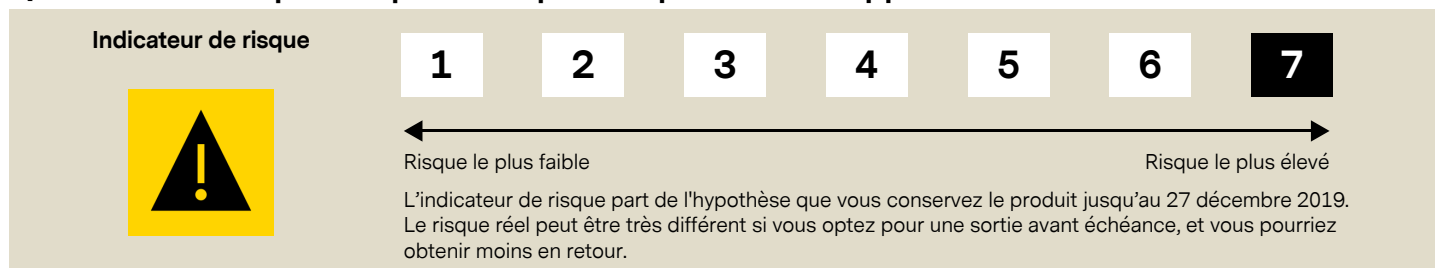 Indicateur de risque
1 2 3 4 5 6 7
Risque le plus faible
Risque le plus élevé
L'indicateur de risque part de l'hypothèse que vous conservez le produit jusqu'au 27 décembre 2019.
Le risque réel peut être très différent si vous optez pour une sortie avant échéance, et vous pourriez
obtenir moins en retour.